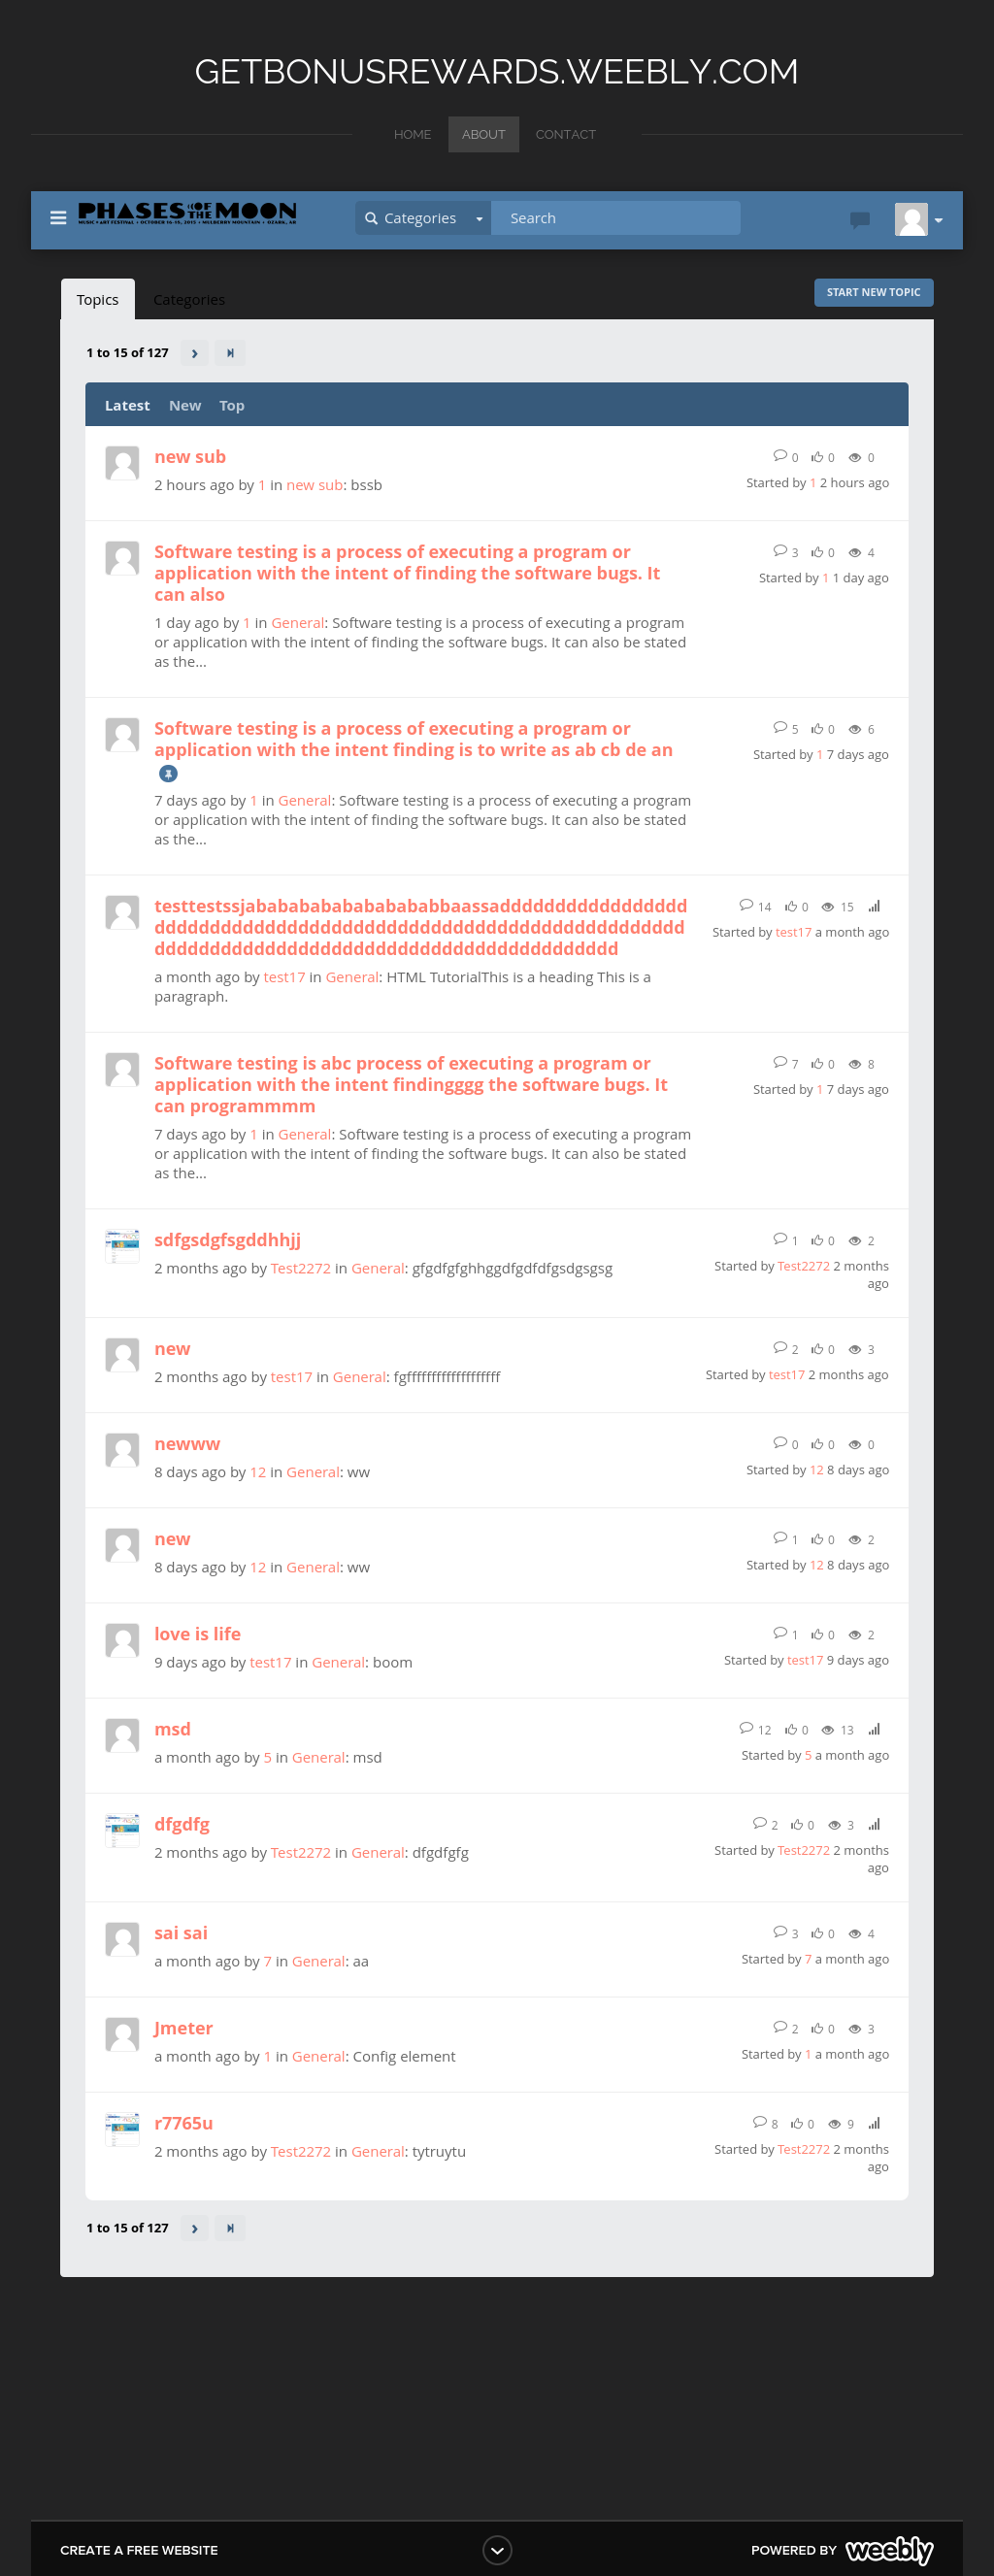 GETBONUSREWARDS.WEEBLY.COM
HOME ABOUT CONTACT
PHASES OF THE MOON
MUSIC & ART FESTIVAL • OCTOBER 16-18, 2015 • MULBERRY MOUNTAIN • OZARK, AR
Categories Search
Topics Categories START NEW TOPIC
1 to 15 of 127
Latest New Top
new sub 0 0 0
2 hours ago by 1 in new sub: bssb Started by 1 2 hours ago
Software testing is a process of executing a program or 3 0 4
application with the intent of finding the software bugs. It Started by 1 1 day ago
can also
1 day ago by 1 in General: Software testing is a process of executing a program
or application with the intent of finding the software bugs. It can also be stated
as the...
Software testing is a process of executing a program or 5 0 6
application with the intent finding is to write as ab cb de an Started by 1 7 days ago
7 days ago by 1 in General: Software testing is a process of executing a program
or application with the intent of finding the software bugs. It can also be stated
as the...
14 0 15
Started by test17 a month ago
a month ago by test17 in General: HTML TutorialThis is a heading This is a
paragraph.
Software testing is abc process of executing a program or 7 0 8
application with the intent findingggg the software bugs. It Started by 1 7 days ago
can programmmm
7 days ago by 1 in General: Software testing is a process of executing a program
or application with the intent of finding the software bugs. It can also be stated
as the...
sdfgsdgfsgddhhjj 1 0 2
2 months ago by Test2272 in General: gfgdfgfghhggdfgdfdfgsdgsgsg Started by Test2272 2 months
ago
new 2 0 3
2 months ago by test17 in General: Started by test17 2 months ago
newww 0 0 0
8 days ago by 12 in General: ww Started by 12 8 days ago
new 1 0 2
8 days ago by 12 in General: ww Started by 12 8 days ago
love is life 1 0 2
9 days ago by test17 in General: boom Started by test17 9 days ago
msd 12 0 13
a month ago by 5 in General: msd Started by 5 a month ago
dfgdfg 2 0 3
2 months ago by Test2272 in General: dfgdfgfg Started by Test2272 2 months
ago
sai sai 3 0 4
a month ago by 7 in General: aa Started by 7 a month ago
Jmeter 2 0 3
a month ago by 1 in General: Config element Started by 1 a month ago
r7765u 8 0 9
2 months ago by Test2272 in General: tytruytu Started by Test2272 2 months
ago
1 to 15 of 127
CREATE A FREE WEBSITE POWERED BY weebly